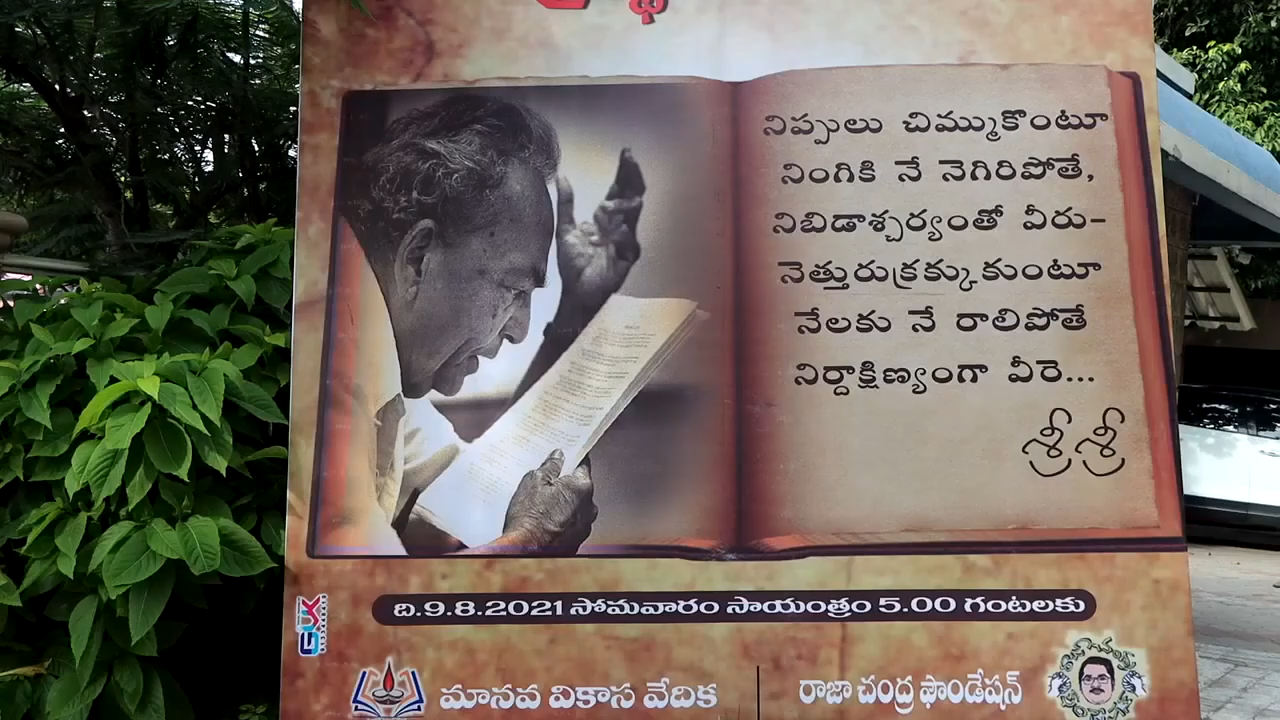 నిప్పులు చిమ్ముకొంటూ
నింగికి నే నెగిరిపోతే,
నిబిడాశ్చర్యంతో వీరు-
నెత్తురుక్రక్కుకుంటూ
నేలకు నే రాలిపోతే
నిర్దాక్షిణ్యంగా వీరె...
శ్రీశ్రీ
ది.9.8.2021 సోమవారం సాయంత్రం 5.00 గంటలకు
మానవ వికాస వేదిక
రాజా చంద్ర ఫౌండేషన్